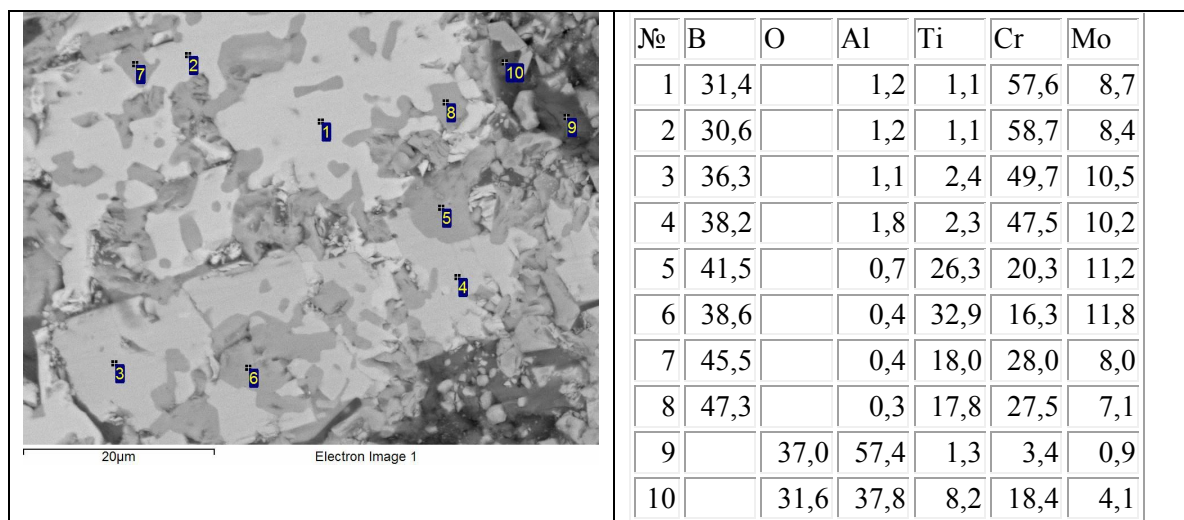 7
2
10
8
1
9
5
4
3
6
20µm Electron Image 1
№ B O Al Ti Cr Mo
1 31,4 1,2 1,1 57,6 8,7
2 30,6 1,2 1,1 58,7 8,4
3 36,3 1,1 2,4 49,7 10,5
4 38,2 1,8 2,3 47,5 10,2
5 41,5 0,7 26,3 20,3 11,2
6 38,6 0,4 32,9 16,3 11,8
7 45,5 0,4 18,0 28,0 8,0
8 47,3 0,3 17,8 27,5 7,1
9 37,0 57,4 1,3 3,4 0,9
10 31,6 37,8 8,2 18,4 4,1